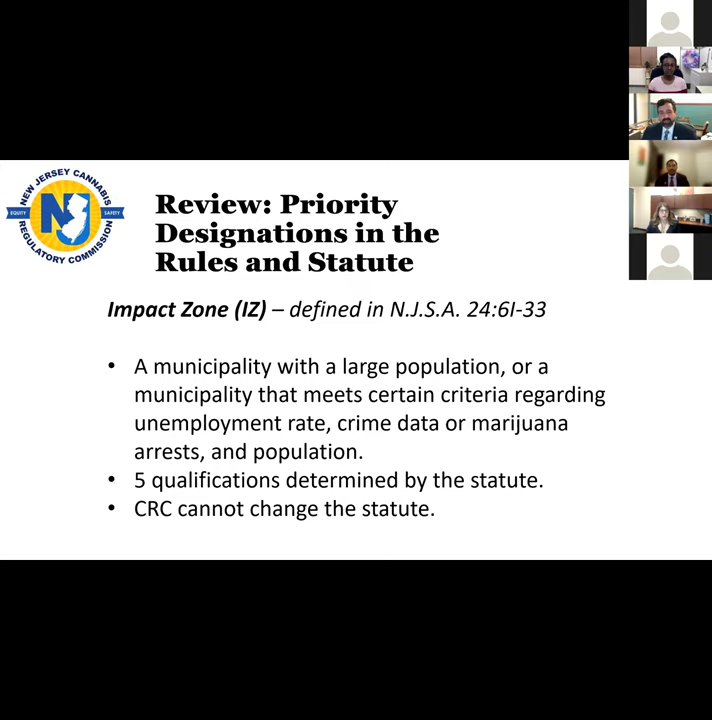 NEW JERSEY CANNABIS
EQUITY
N
SAFETY
REGULATORY COMMISSION
Review: Priority
Designations in the
Rules and Statute
Impact Zone (IZ) – defined in N.J.S.A. 24:6I-33
• A municipality with a large population, or a
municipality that meets certain criteria regarding
unemployment rate, crime data or marijuana
arrests, and population.
• 5 qualifications determined by the statute.
• CRC cannot change the statute.